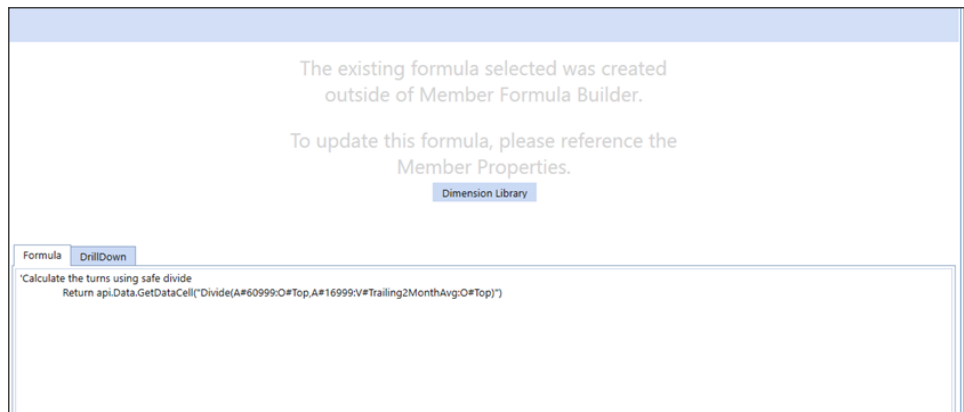 The existing formula selected was created
outside of Member Formula Builder.
To update this formula, please reference the
Member Properties.
Dimension Library
Formula DrillDown
'Calculate the turns using safe divide
Return api.Data.GetDataCell("Divide(A#60999:O#Top,A#16999:V#Trailing2MonthAvg:O#Top)")